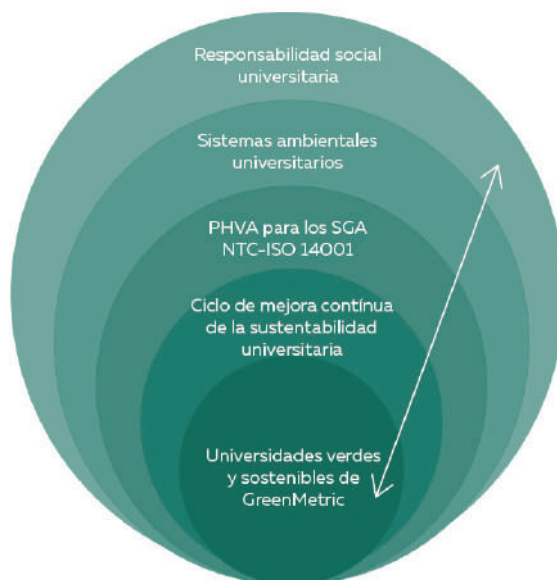 Responsabilidad social
universitaria
Sistemas ambientales
universitarios
PHVA para los SGA
NTC-ISO 14001
Ciclo de mejora contínua
de la sustentabilidad
universitaria
Universidades verdes
y sostenibles de
GreenMetric